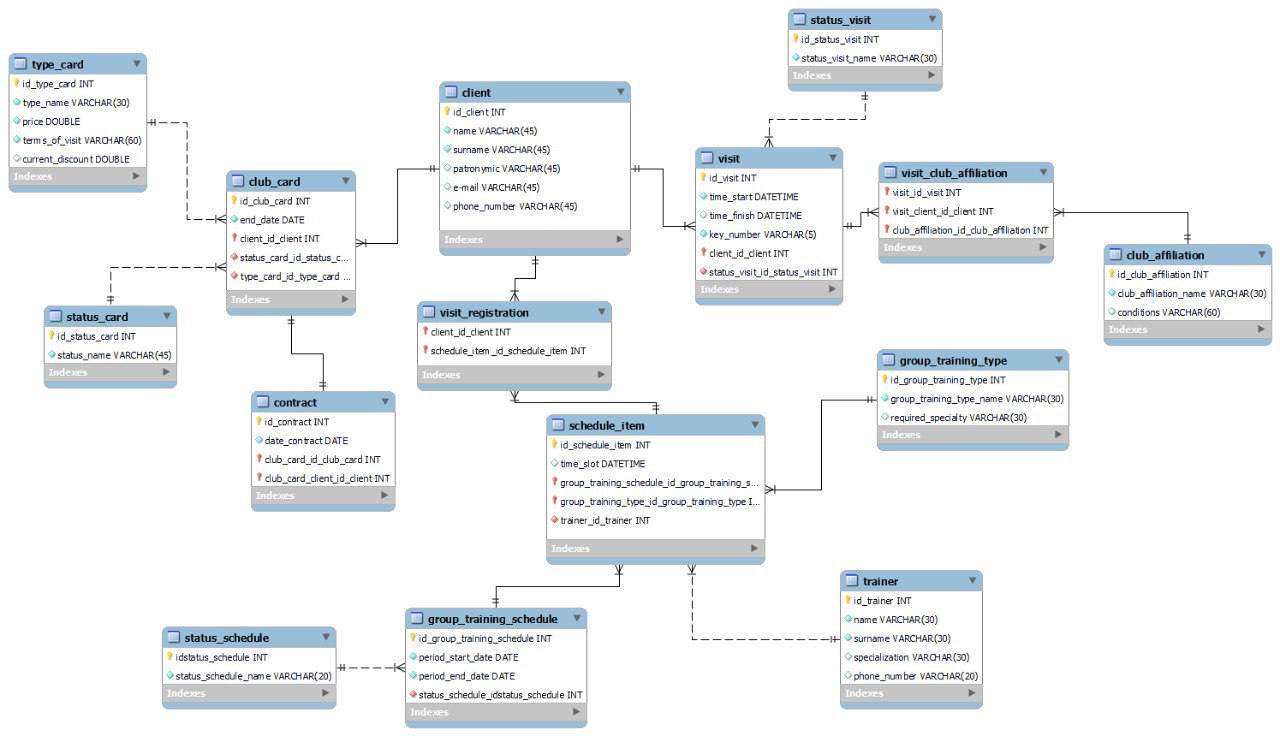 status_visit
id_status_visit INT
status_visit_name VARCHAR(30)
Indexes
type_card
id_type_card INT
type_name VARCHAR(30)
price DOUBLE
terms_of_visit VARCHAR(60)
current_discount DOUBLE
Indexes
client
id_client INT
name VARCHAR(45)
surname VARCHAR(45)
patronymic VARCHAR(45)
e-mail VARCHAR(45)
phone_number VARCHAR(45)
Indexes
visit
id_visit INT
time_start DATETIME
time_finish DATETIME
key_number VARCHAR(5)
client_id_client INT
status_visit_id_status_visit INT
Indexes
visit_club_affiliation
visit_id_visit INT
visit_client_id_client INT
club_affiliation_id_club_affiliation INT
Indexes
club_card
id_club_card INT
end_date DATE
client_id_client INT
status_card_id_status_c...
type_card_id_type_card ...
Indexes
club_affiliation
id_club_affiliation INT
club_affiliation_name VARCHAR(30)
conditions VARCHAR(60)
Indexes
status_card
id_status_card INT
status_name VARCHAR(45)
Indexes
visit_registration
client_id_client INT
schedule_item_id_schedule_item INT
Indexes
group_training_type
id_group_training_type INT
group_training_type_name VARCHAR(30)
required_specialty VARCHAR(30)
Indexes
contract
id_contract INT
date_contract DATE
club_card_id_club_card INT
club_card_client_id_client INT
Indexes
schedule_item
id_schedule_item INT
time_slot DATETIME
group_training_schedule_id_group_training_s...
group_training_type_id_group_training_type I...
trainer_id_trainer INT
Indexes
trainer
id_trainer INT
name VARCHAR(30)
surname VARCHAR(30)
specialization VARCHAR(30)
phone_number VARCHAR(20)
Indexes
group_training_schedule
id_group_training_schedule INT
period_start_date DATE
period_end_date DATE
status_schedule_idstatus_schedule INT
Indexes
status_schedule
idstatus_schedule INT
status_schedule_name VARCHAR(20)
Indexes